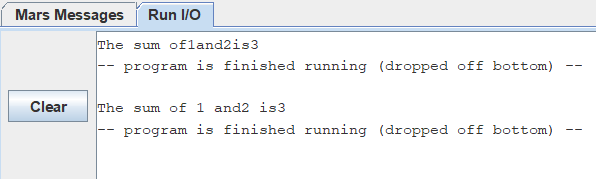 Mars Messages Run I/O
The sum of1and2is3
-- program is finished running (dropped off bottom) --
Clear
The sum of 1 and2 is3
-- program is finished running (dropped off bottom) --